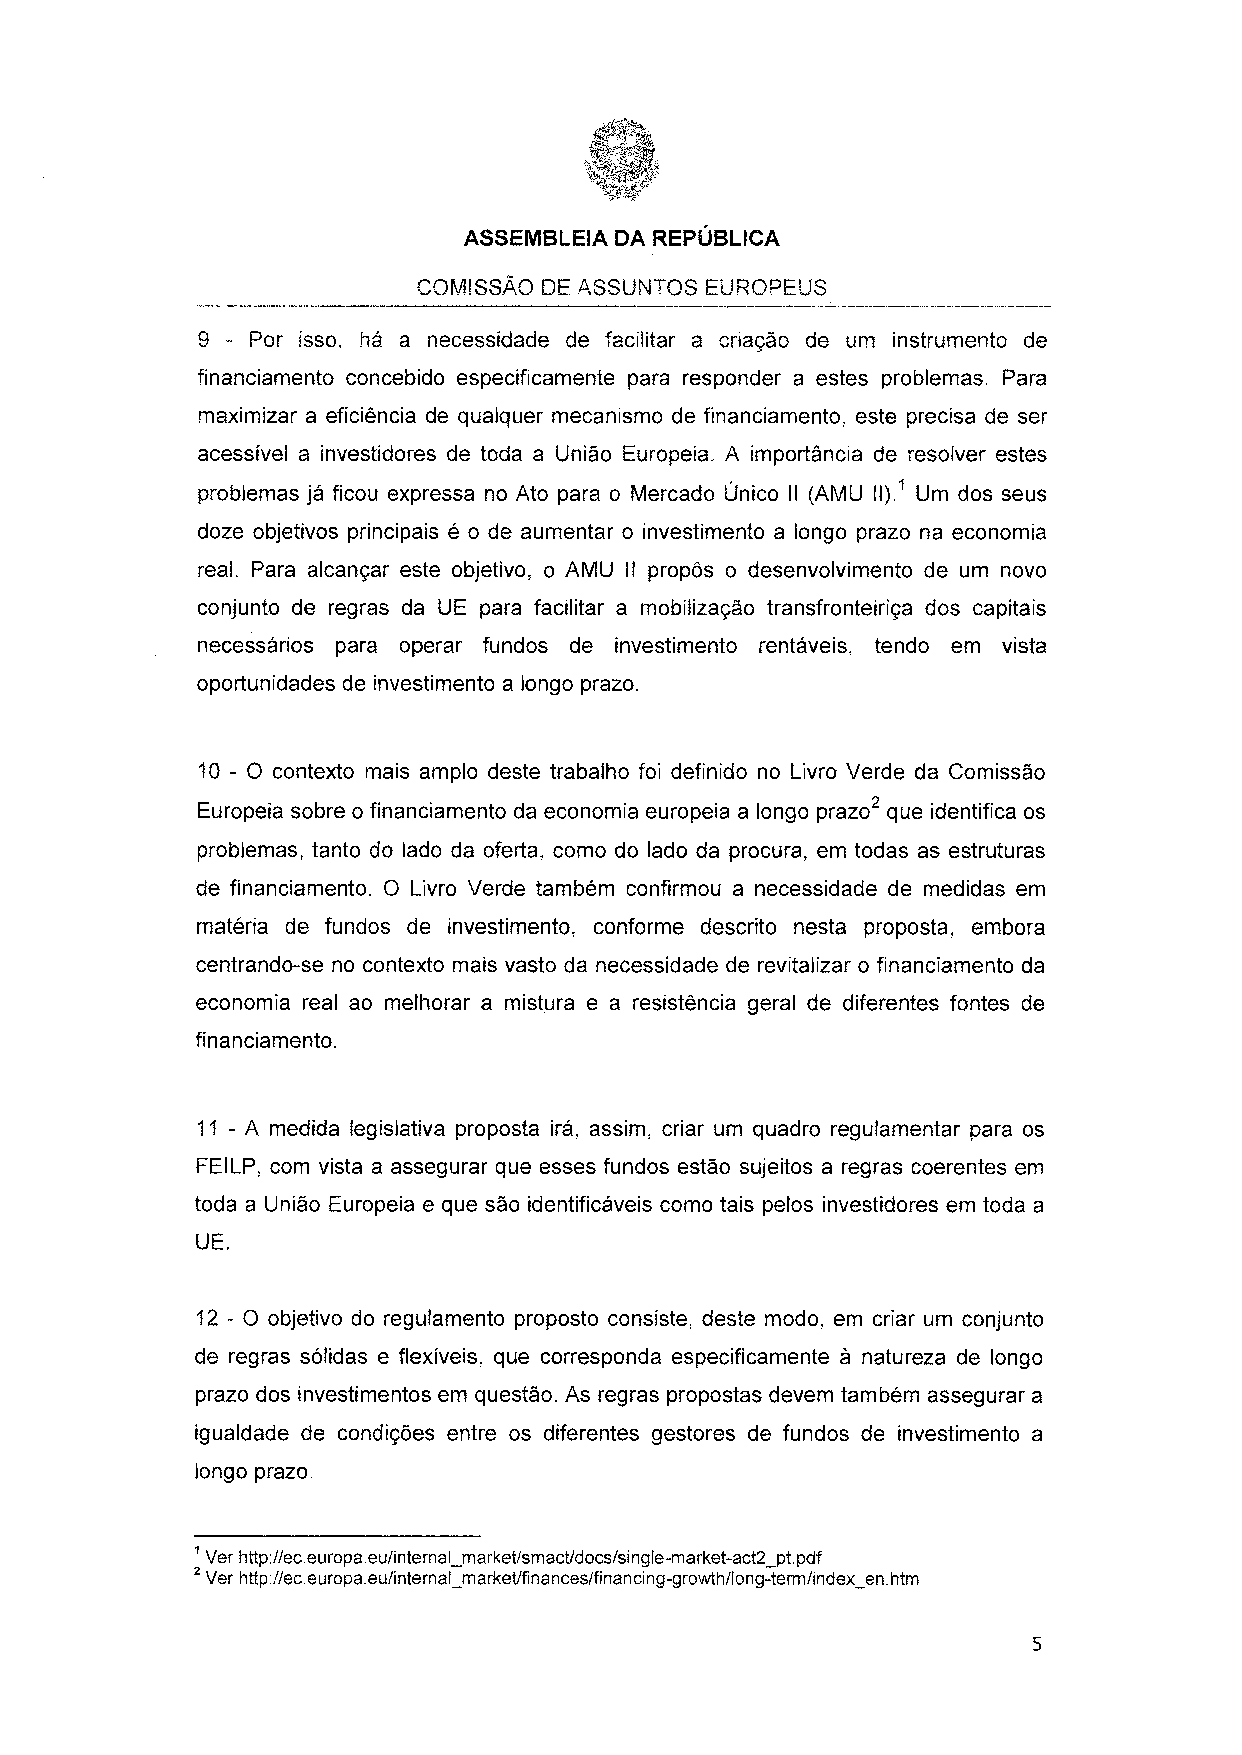 ASSEMBLEIA DA REPÚBLICA
COMISSÃO DE ASSUNTOS EUROPEUS
9 - Por isso, há a necessidade de facilitar a criação de um instrumento de
financiamento concebido especificamente para responder a estes problemas. Para
maximizar a eficiência de qualquer mecanismo de financiamento, este precisa de ser
acessível a investidores de toda a União Europeia. A importância de resolver estes
problemas já ficou expressa no Ato para o Mercado Único II (AMU II).¹ Um dos seus
doze objetivos principais é o de aumentar o investimento a longo prazo na economia
real. Para alcançar este objetivo, o AMU II propôs o desenvolvimento de um novo
conjunto de regras da UE para facilitar a mobilização transfronteiriça dos capitais
necessários para operar fundos de investimento rentáveis, tendo em vista
oportunidades de investimento a longo prazo.
10 - O contexto mais amplo deste trabalho foi definido no Livro Verde da Comissão
Europeia sobre o financiamento da economia europeia a longo prazo² que identifica os
problemas, tanto do lado da oferta, como do lado da procura, em todas as estruturas
de financiamento. O Livro Verde também confirmou a necessidade de medidas em
matéria de fundos de investimento, conforme descrito nesta proposta, embora
centrando-se no contexto mais vasto da necessidade de revitalizar o financiamento da
economia real ao melhorar a mistura e a resistência geral de diferentes fontes de
financiamento.
11 - A medida legislativa proposta irá, assim, criar um quadro regulamentar para os
FEILP, com vista a assegurar que esses fundos estão sujeitos a regras coerentes em
toda a União Europeia e que são identificáveis como tais pelos investidores em toda a
UE.
12 - O objetivo do regulamento proposto consiste, deste modo, em criar um conjunto
de regras sólidas e flexíveis, que corresponda especificamente à natureza de longo
prazo dos investimentos em questão. As regras propostas devem também assegurar a
igualdade de condições entre os diferentes gestores de fundos de investimento a
longo prazo.
¹ Ver http://ec.europa.eu/internal_market/smact/docs/single-market-act2_pt.pdf
² Ver http://ec.europa.eu/internal_market/finances/financing-growth/long-term/index_en.htm
5